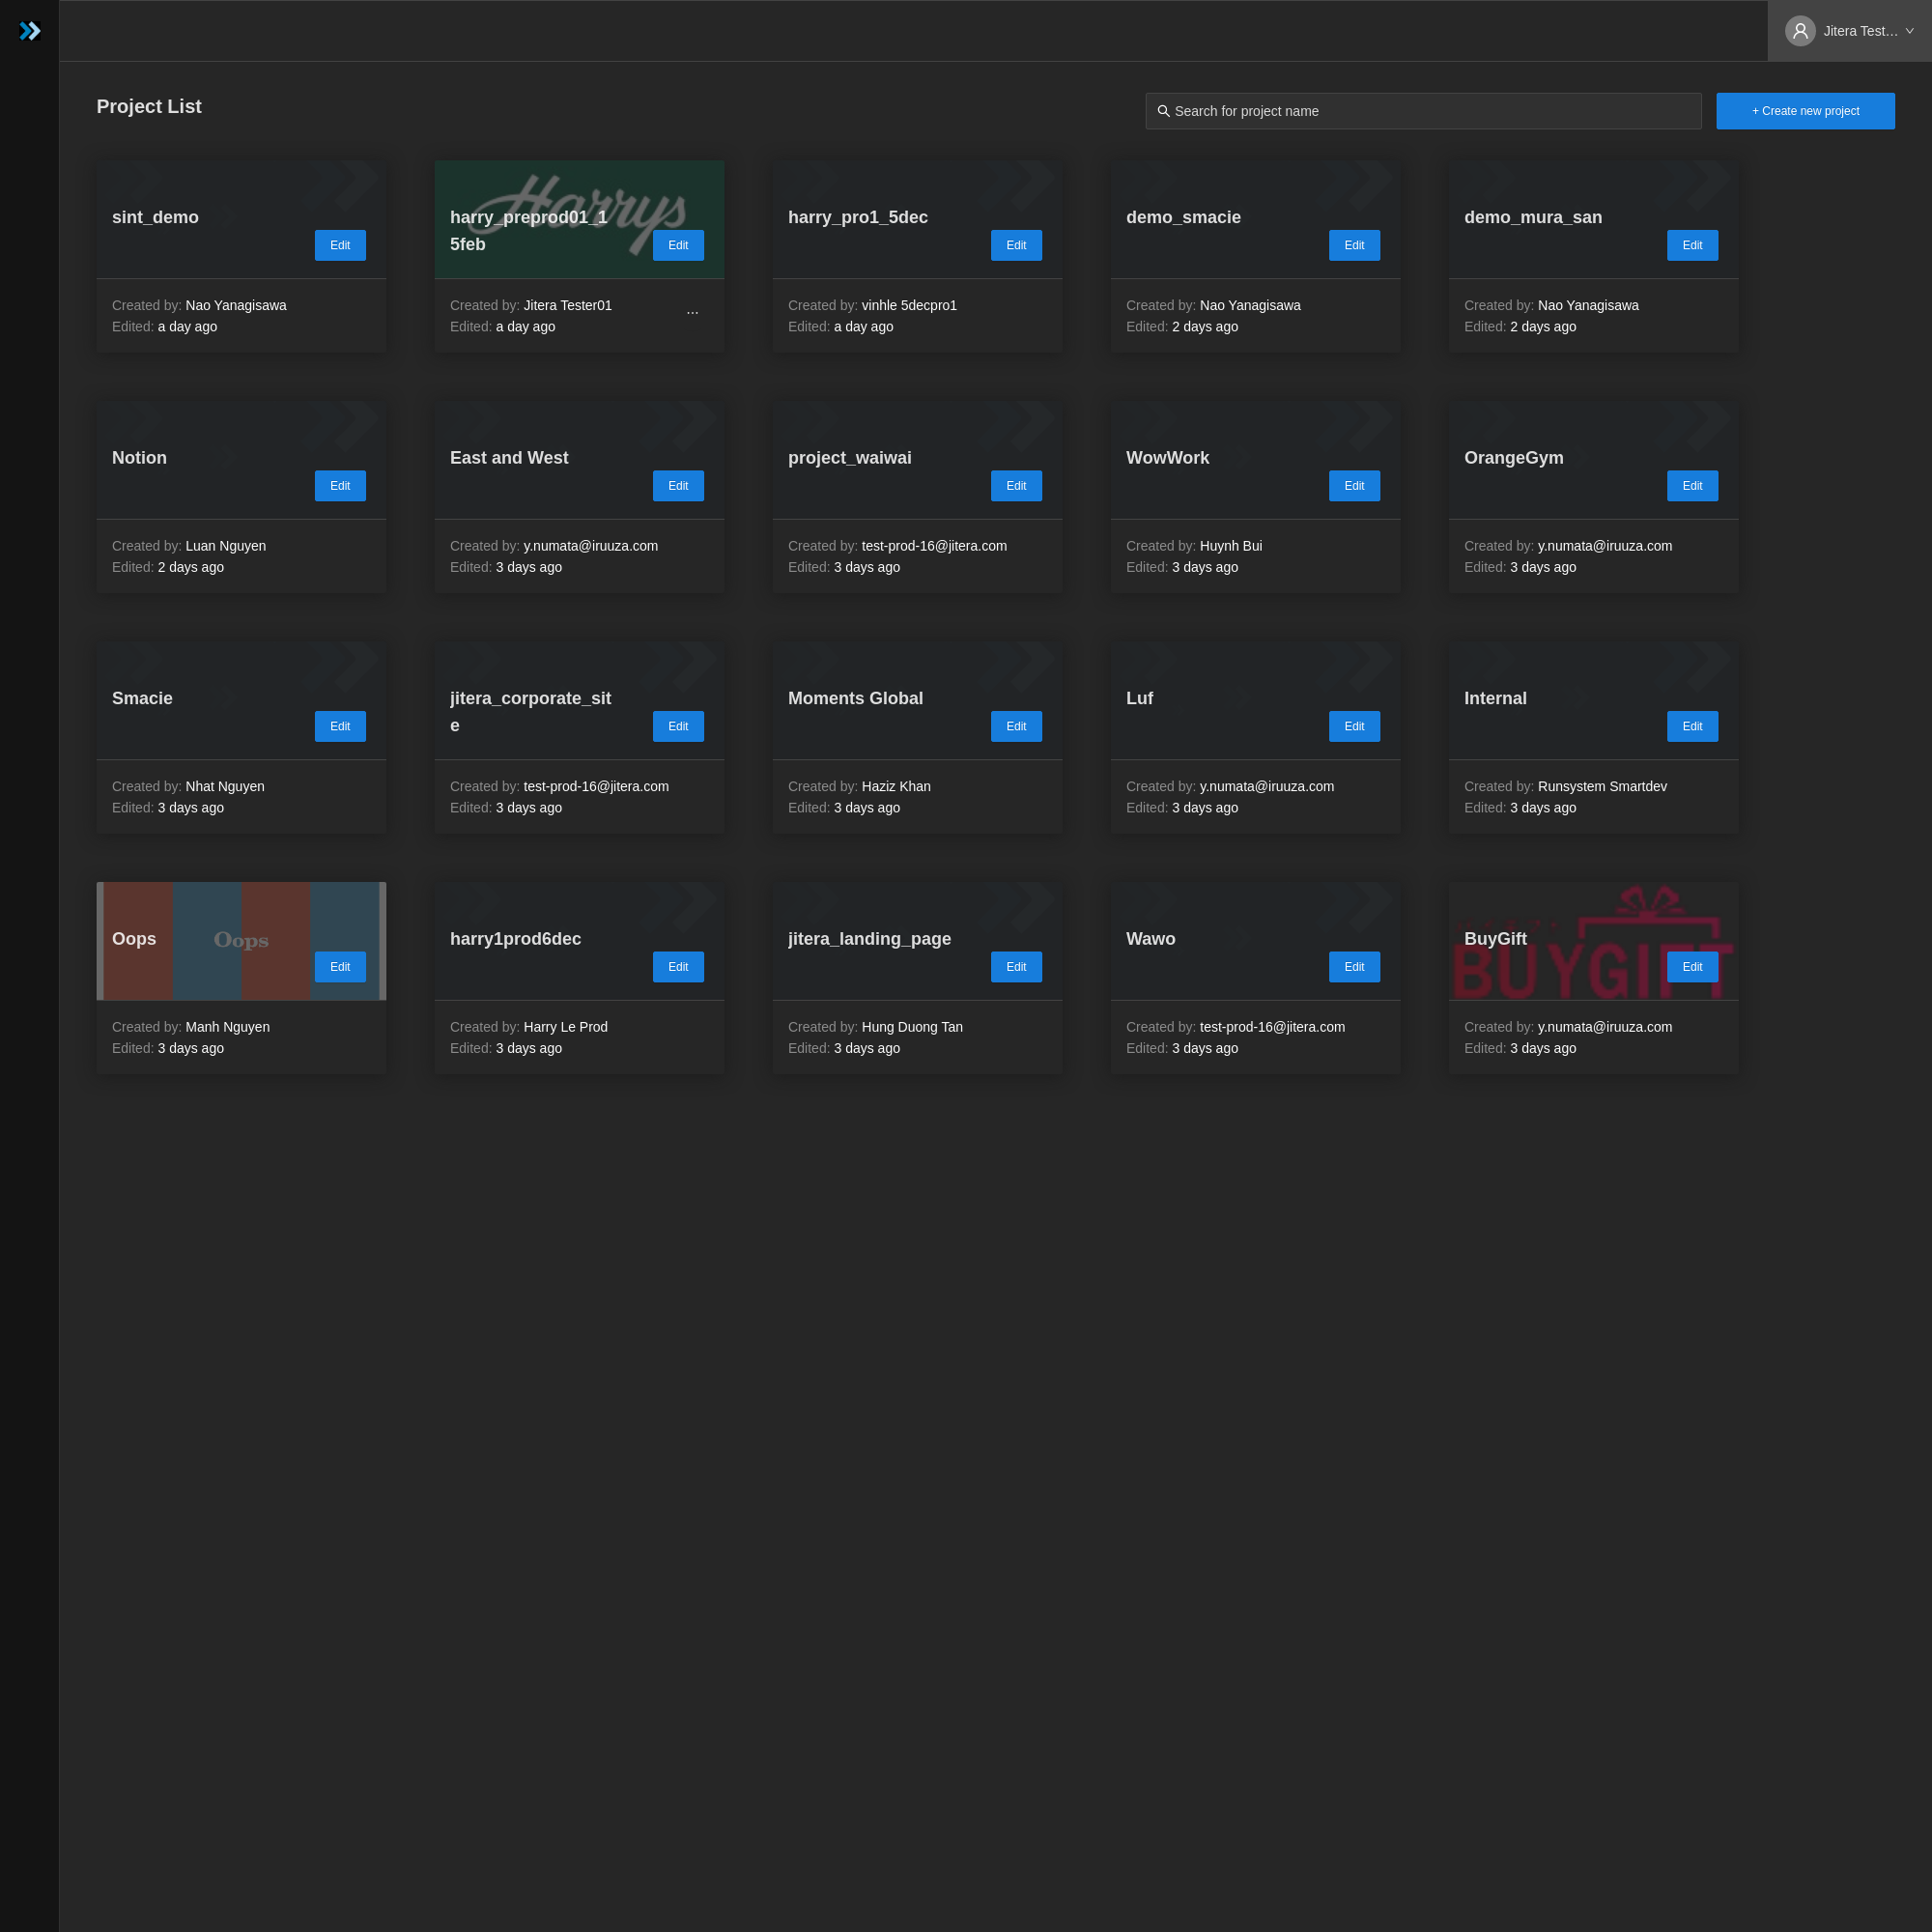 Jitera Test…
Project List
Search for project name
+ Create new project
sint_demo
Edit
Created by: Nao Yanagisawa
Edited: a day ago
Harrys
harry_preprod01_1
5feb
Edit
Created by: Jitera Tester01
Edited: a day ago
...
harry_pro1_5dec
Edit
Created by: vinhle 5decpro1
Edited: a day ago
demo_smacie
Edit
Created by: Nao Yanagisawa
Edited: 2 days ago
demo_mura_san
Edit
Created by: Nao Yanagisawa
Edited: 2 days ago
Notion
Edit
Created by: Luan Nguyen
Edited: 2 days ago
East and West
Edit
Created by: y.numata@iruuza.com
Edited: 3 days ago
project_waiwai
Edit
Created by: test-prod-16@jitera.com
Edited: 3 days ago
WowWork
Edit
Created by: Huynh Bui
Edited: 3 days ago
OrangeGym
Edit
Created by: y.numata@iruuza.com
Edited: 3 days ago
Smacie
Edit
Created by: Nhat Nguyen
Edited: 3 days ago
jitera_corporate_sit
e
Edit
Created by: test-prod-16@jitera.com
Edited: 3 days ago
Moments Global
Edit
Created by: Haziz Khan
Edited: 3 days ago
Luf
Edit
Created by: y.numata@iruuza.com
Edited: 3 days ago
Internal
Edit
Created by: Runsystem Smartdev
Edited: 3 days ago
Oops
Oops
Edit
Created by: Manh Nguyen
Edited: 3 days ago
harry1prod6dec
Edit
Created by: Harry Le Prod
Edited: 3 days ago
jitera_landing_page
Edit
Created by: Hung Duong Tan
Edited: 3 days ago
Wawo
Edit
Created by: test-prod-16@jitera.com
Edited: 3 days ago
BuyGift
BUYGIFT
Edit
Created by: y.numata@iruuza.com
Edited: 3 days ago